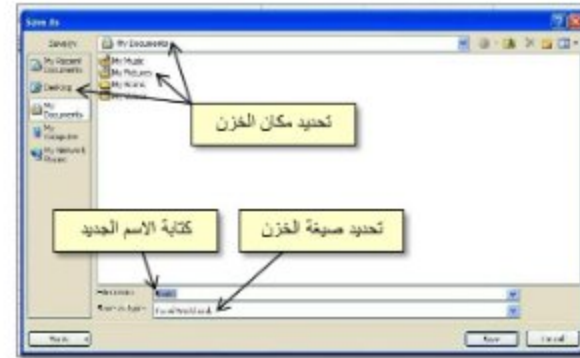 Save As
My Documents
My Recent
Documents
Desktop
My
Documents
My
Computer
My Network
Places
My Music
My Pictures
تحديد مكان الخزن
كتابة الاسم الجديد
تحديد صيغة الخزن
Save
Cancel